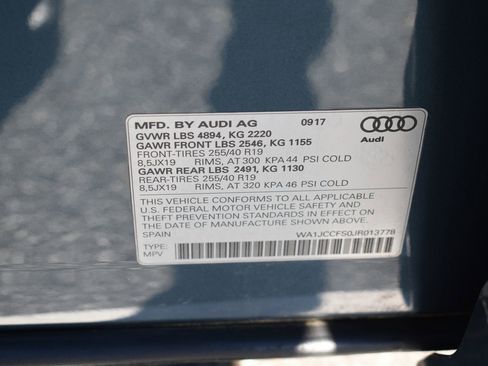 MFD. BY AUDI AG 09 17
GVWR LBS 4894, KG 2220
GAWR FRONT LBS 2546, KG 1155
FRONT-TIRES 255/40 R19
8,5JX19 RIMS, AT 300 KPA 44 PSI COLD
GAWR REAR LBS 2491, KG 1130
REAR-TIRES 255/40 R19
8,5JX19 RIMS, AT 320 KPA 46 PSI COLD
Audi
THIS VEHICLE CONFORMS TO ALL APPLICABLE
U.S. FEDERAL MOTOR VEHICLE SAFETY AND
THEFT PREVENTION STANDARDS IN EFFECT ON
THE DATE OF MANUFACTURE SHOWN ABOVE.
SPAIN WA1JCCFS0JR013778
TYPE:
MPV